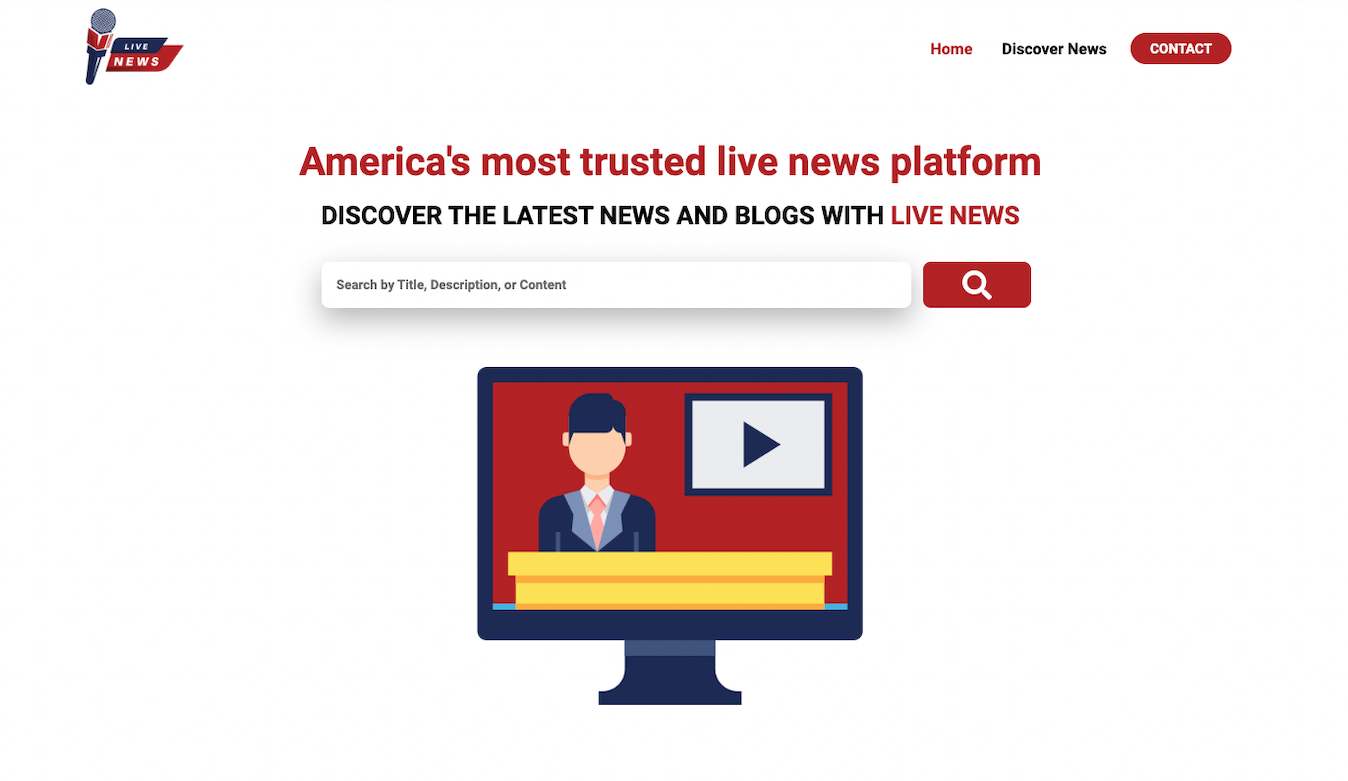 LIVE
NEWS
Home Discover News CONTACT
America's most trusted live news platform
DISCOVER THE LATEST NEWS AND BLOGS WITH LIVE NEWS
Search by Title, Description, or Content